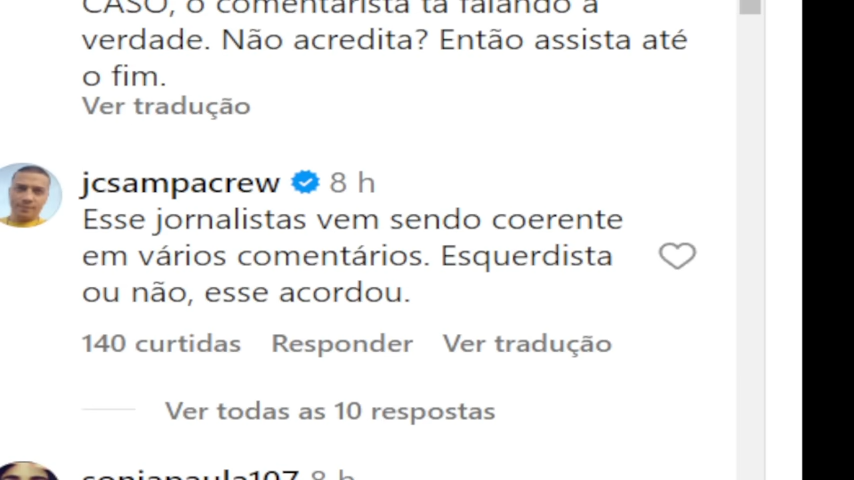 CASO, o comentarista tá falando a
verdade. Não acredita? Então assista até
o fim.
Ver tradução
jcsampacrew 8 h
Esse jornalistas vem sendo coerente
em vários comentários. Esquerdista
ou não, esse acordou.
140 curtidas Responder Ver tradução
Ver todas as 10 respostas
soniapaula107 8 h